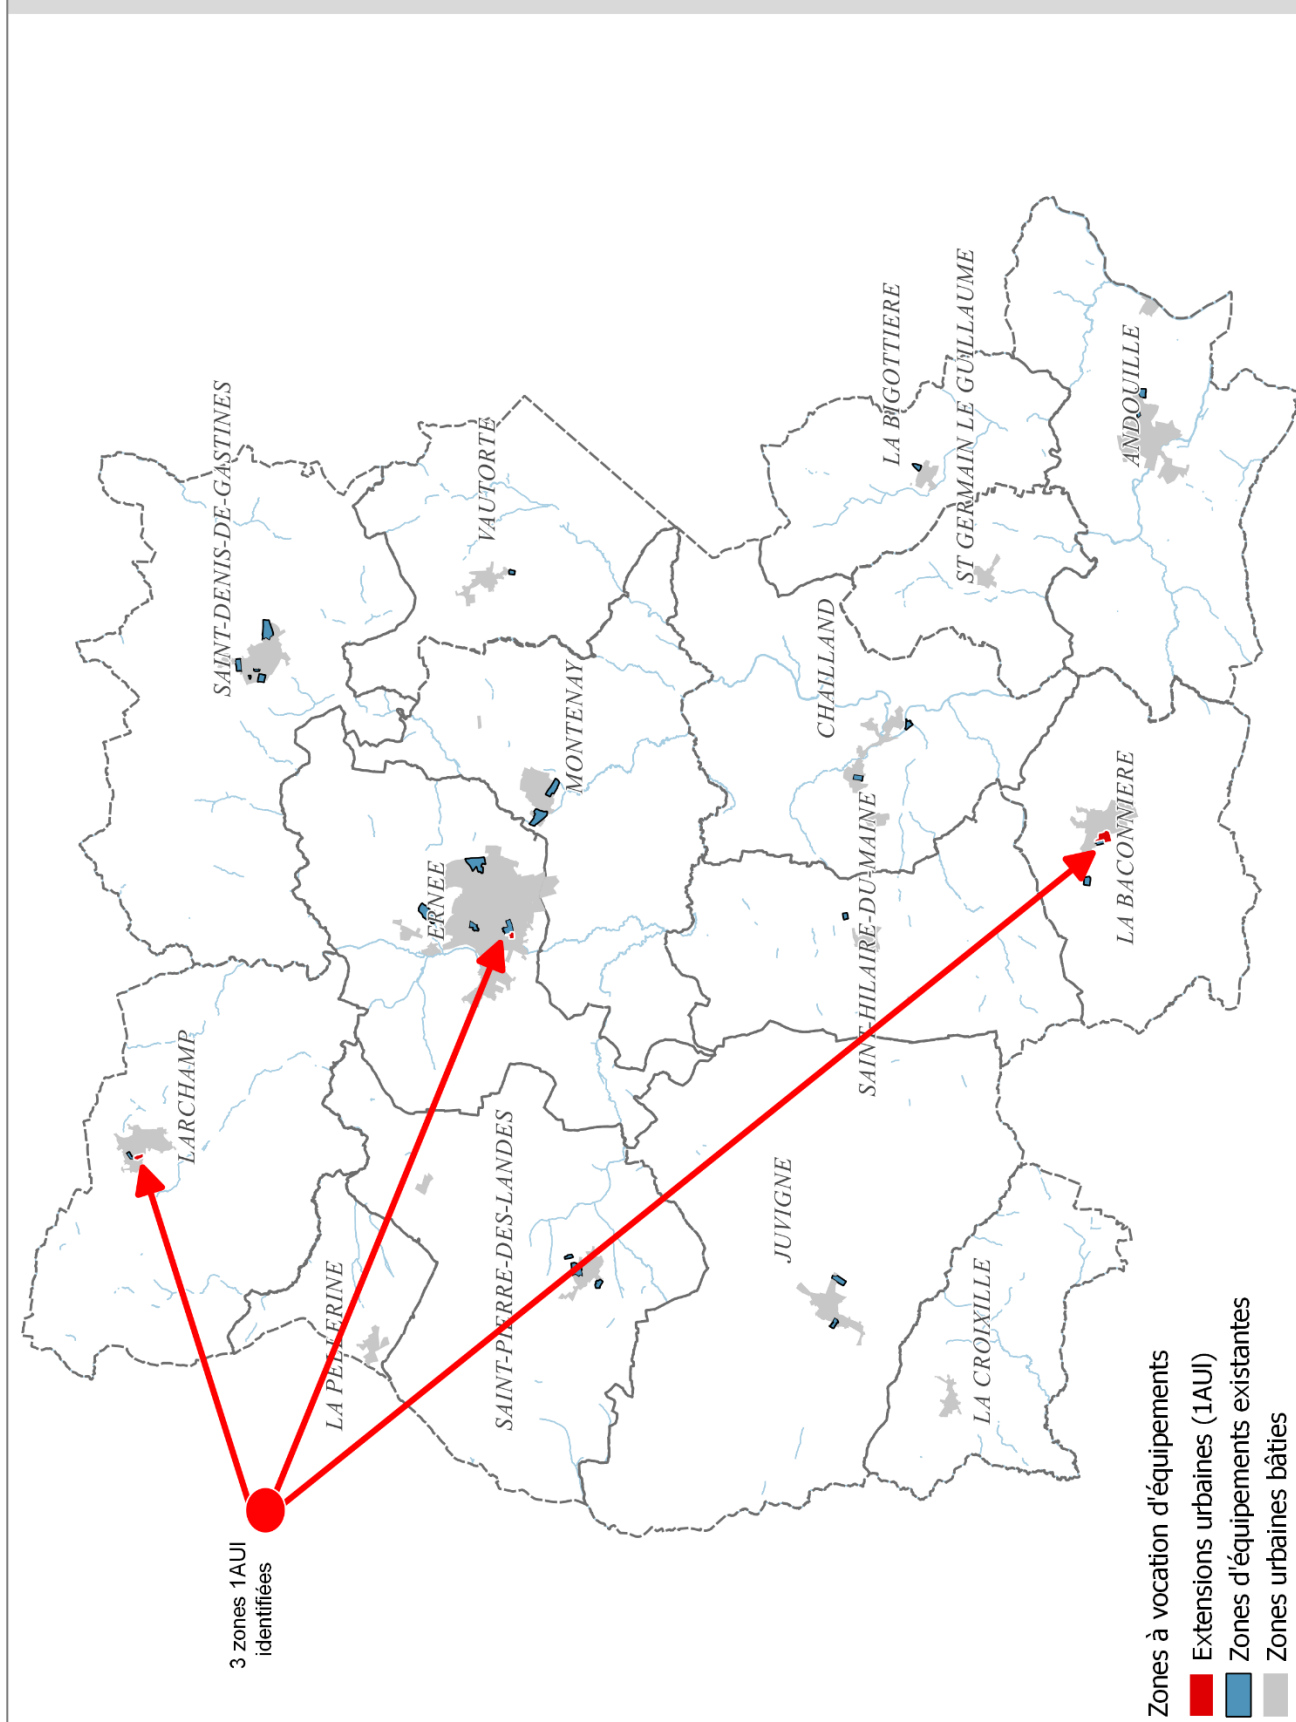 3 zones 1AUI
identifiées
LARCHAMP
SAINT-DENIS-DE-GASTINES
ERNEE
VAUTORTE
MONTENAY
LA PELLERINE
SAINT-PIERRE-DES-LANDES
JUVIGNE
LA CROIXILLE
SAINT-HILAIRE-DU-MAINE
CHAILLAND
LA BIGOTTIERE
ST GERMAIN LE GUILLAUME
ANDOUILLE
LA BACONNIERE
Zones à vocation d'équipements
Extensions urbaines (1AUI)
Zones d'équipements existantes
Zones urbaines bâties